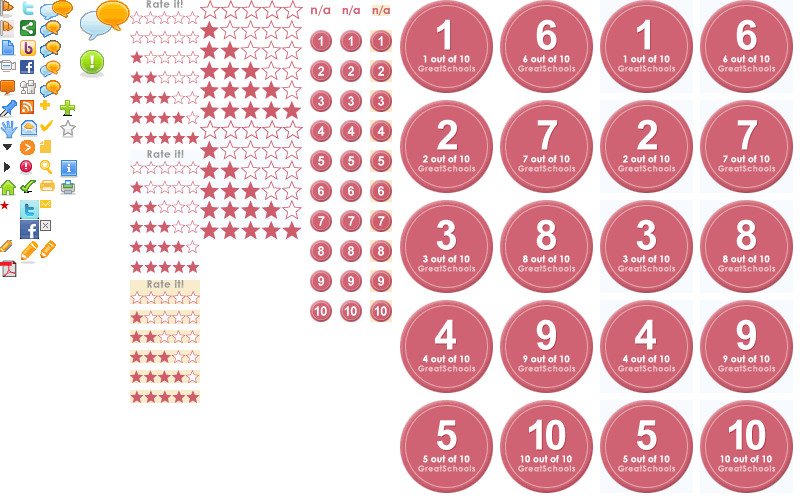 Rate it!
Rate it!
Rate it!
n/a n/a n/a
1 1 1
2 2 2
3 3 3
4 4 4
5 5 5
6 6 6
7 7 7
8 8 8
9 9 9
10 10 10
1 6 1 6
1 out of 10 6 out of 10 1 out of 10 6 out of 10
GreatSchools GreatSchools GreatSchools GreatSchools
2 7 2 7
2 out of 10 7 out of 10 2 out of 10 7 out of 10
GreatSchools GreatSchools GreatSchools GreatSchools
3 8 3 8
3 out of 10 8 out of 10 3 out of 10 8 out of 10
GreatSchools GreatSchools GreatSchools GreatSchools
4 9 4 9
4 out of 10 9 out of 10 4 out of 10 9 out of 10
GreatSchools GreatSchools GreatSchools GreatSchools
5 10 5 10
5 out of 10 10 out of 10 5 out of 10 10 out of 10
GreatSchools GreatSchools GreatSchools GreatSchools